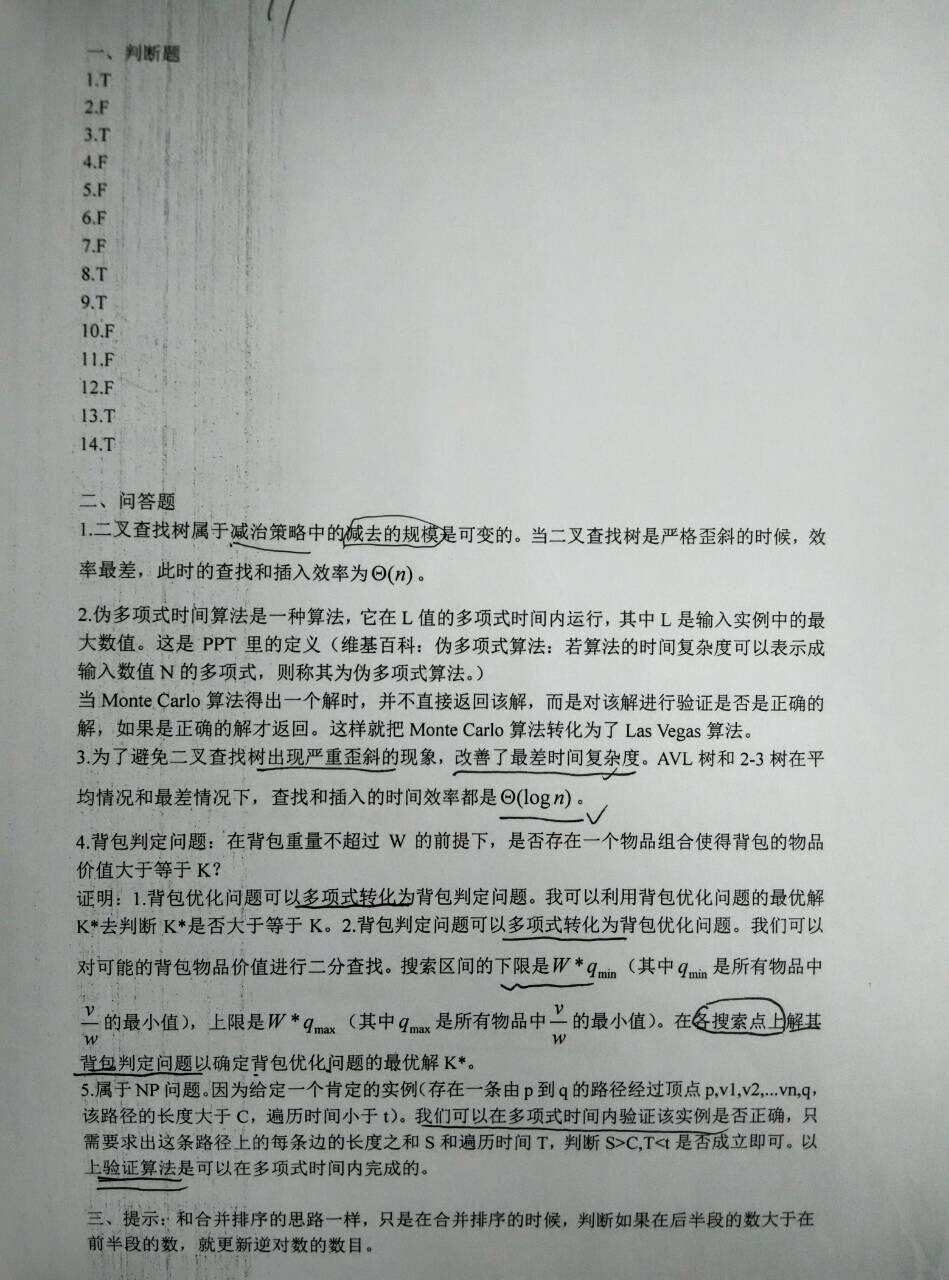 一、判断题
1.T
2.F
3.T
4.F
5.F
6.F
7.F
8.T
9.T
10.F
11.F
12.F
13.T
14.T
二、问答题
1.二叉查找树属于减治策略中的减去的规模是可变的。当二叉查找树是严格歪斜的时候，效
率最差，此时的查找和插入效率为Θ(n)。
2.伪多项式时间算法是一种算法，它在 L 值的多项式时间内运行，其中 L 是输入实例中的最
大数值。这是 PPT 里的定义（维基百科：伪多项式算法：若算法的时间复杂度可以表示成
输入数值 N 的多项式，则称其为伪多项式算法。）
当 Monte Carlo 算法得出一个解时，并不直接返回该解，而是对该解进行验证是否是正确的
解，如果是正确的解才返回。这样就把 Monte Carlo 算法转化为了 Las Vegas 算法。
3.为了避免二叉查找树出现严重歪斜的现象，改善了最差时间复杂度。AVL 树和 2-3 树在平
均情况和最差情况下，查找和插入的时间效率都是Θ(log n)。
4.背包判定问题：在背包重量不超过 W 的前提下，是否存在一个物品组合使得背包的物品
价值大于等于 K？
证明：1.背包优化问题可以多项式转化为背包判定问题。我可以利用背包优化问题的最优解
K*去判断 K*是否大于等于 K。2.背包判定问题可以多项式转化为背包优化问题。我们可以
对可能的背包物品价值进行二分查找。搜索区间的下限是W * qmin（其中qmin 是所有物品中
v/w 的最小值），上限是W * qmax（其中qmax 是所有物品中 v/w 的最小值）。在各搜索点上解其
背包判定问题以确定背包优化问题的最优解 K*。
5.属于 NP 问题。因为给定一个肯定的实例（存在一条由 p 到 q 的路径经过顶点 p,v1,v2,...vn,q，
该路径的长度大于 C，遍历时间小于 t）。我们可以在多项式时间内验证该实例是否正确，只
需要求出这条路径上的每条边的长度之和 S 和遍历时间 T，判断 S>C,T<t 是否成立即可。以
上验证算法是可以在多项式时间内完成的。
三、提示：和合并排序的思路一样，只是在合并排序的时候，判断如果在后半段的数大于在
前半段的数，就更新逆对数的数目。